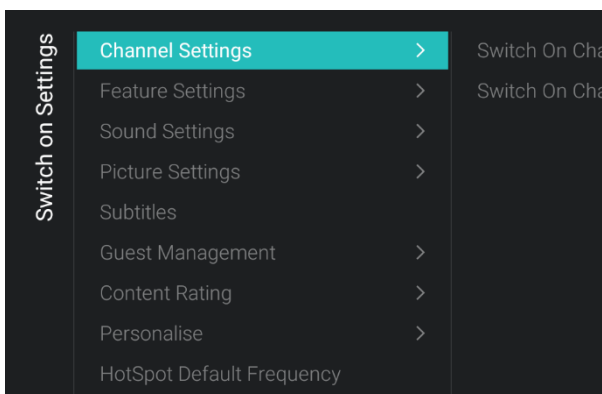 Switch on Settings
Channel Settings
Feature Settings
Sound Settings
Picture Settings
Subtitles
Guest Management
Content Rating
Personalise
HotSpot Default Frequency
Switch On
Switch On